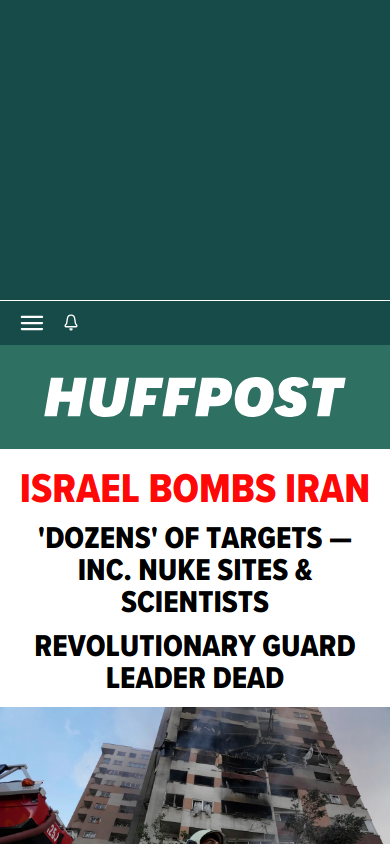 HUFFPOST
ISRAEL BOMBS IRAN
'DOZENS' OF TARGETS —
INC. NUKE SITES &
SCIENTISTS
REVOLUTIONARY GUARD
LEADER DEAD